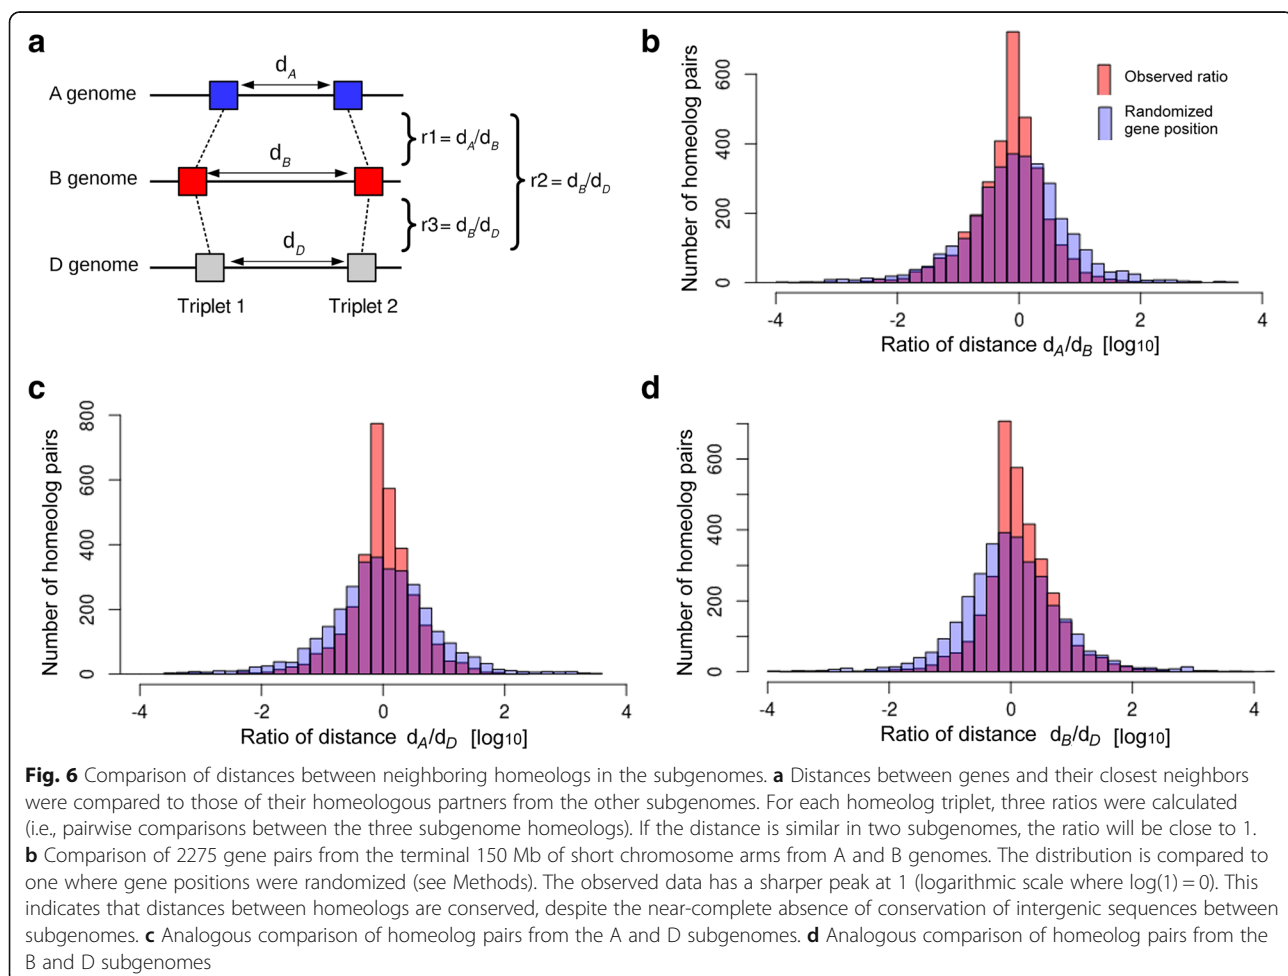 a
A genome
B genome
D genome
d_A
d_B
d_D
r1 = d_A/d_B
r2 = d_B/d_D
r3 = d_B/d_D
Triplet 1
Triplet 2
b
Number of homeolog pairs
600
400
200
0
-4 -2 0 2 4
Ratio of distance d_A/d_B [log10]
Observed ratio
Randomized
gene position
c
Number of homeolog pairs
800
600
400
200
0
-4 -2 0 2 4
Ratio of distance d_A/d_D [log10]
d
Number of homeolog pairs
600
400
200
0
-4 -2 0 2 4
Ratio of distance d_B/d_D [log10]
Fig. 6 Comparison of distances between neighboring homeologs in the subgenomes. a Distances between genes and their closest neighbors
were compared to those of their homeologous partners from the other subgenomes. For each homeolog triplet, three ratios were calculated
(i.e., pairwise comparisons between the three subgenome homeologs). If the distance is similar in two subgenomes, the ratio will be close to 1.
b Comparison of 2275 gene pairs from the terminal 150 Mb of short chromosome arms from A and B genomes. The distribution is compared to
one where gene positions were randomized (see Methods). The observed data has a sharper peak at 1 (logarithmic scale where log(1) = 0). This
indicates that distances between homeologs are conserved, despite the near-complete absence of conservation of intergenic sequences between
subgenomes. c Analogous comparison of homeolog pairs from the A and D subgenomes. d Analogous comparison of homeolog pairs from the
B and D subgenomes